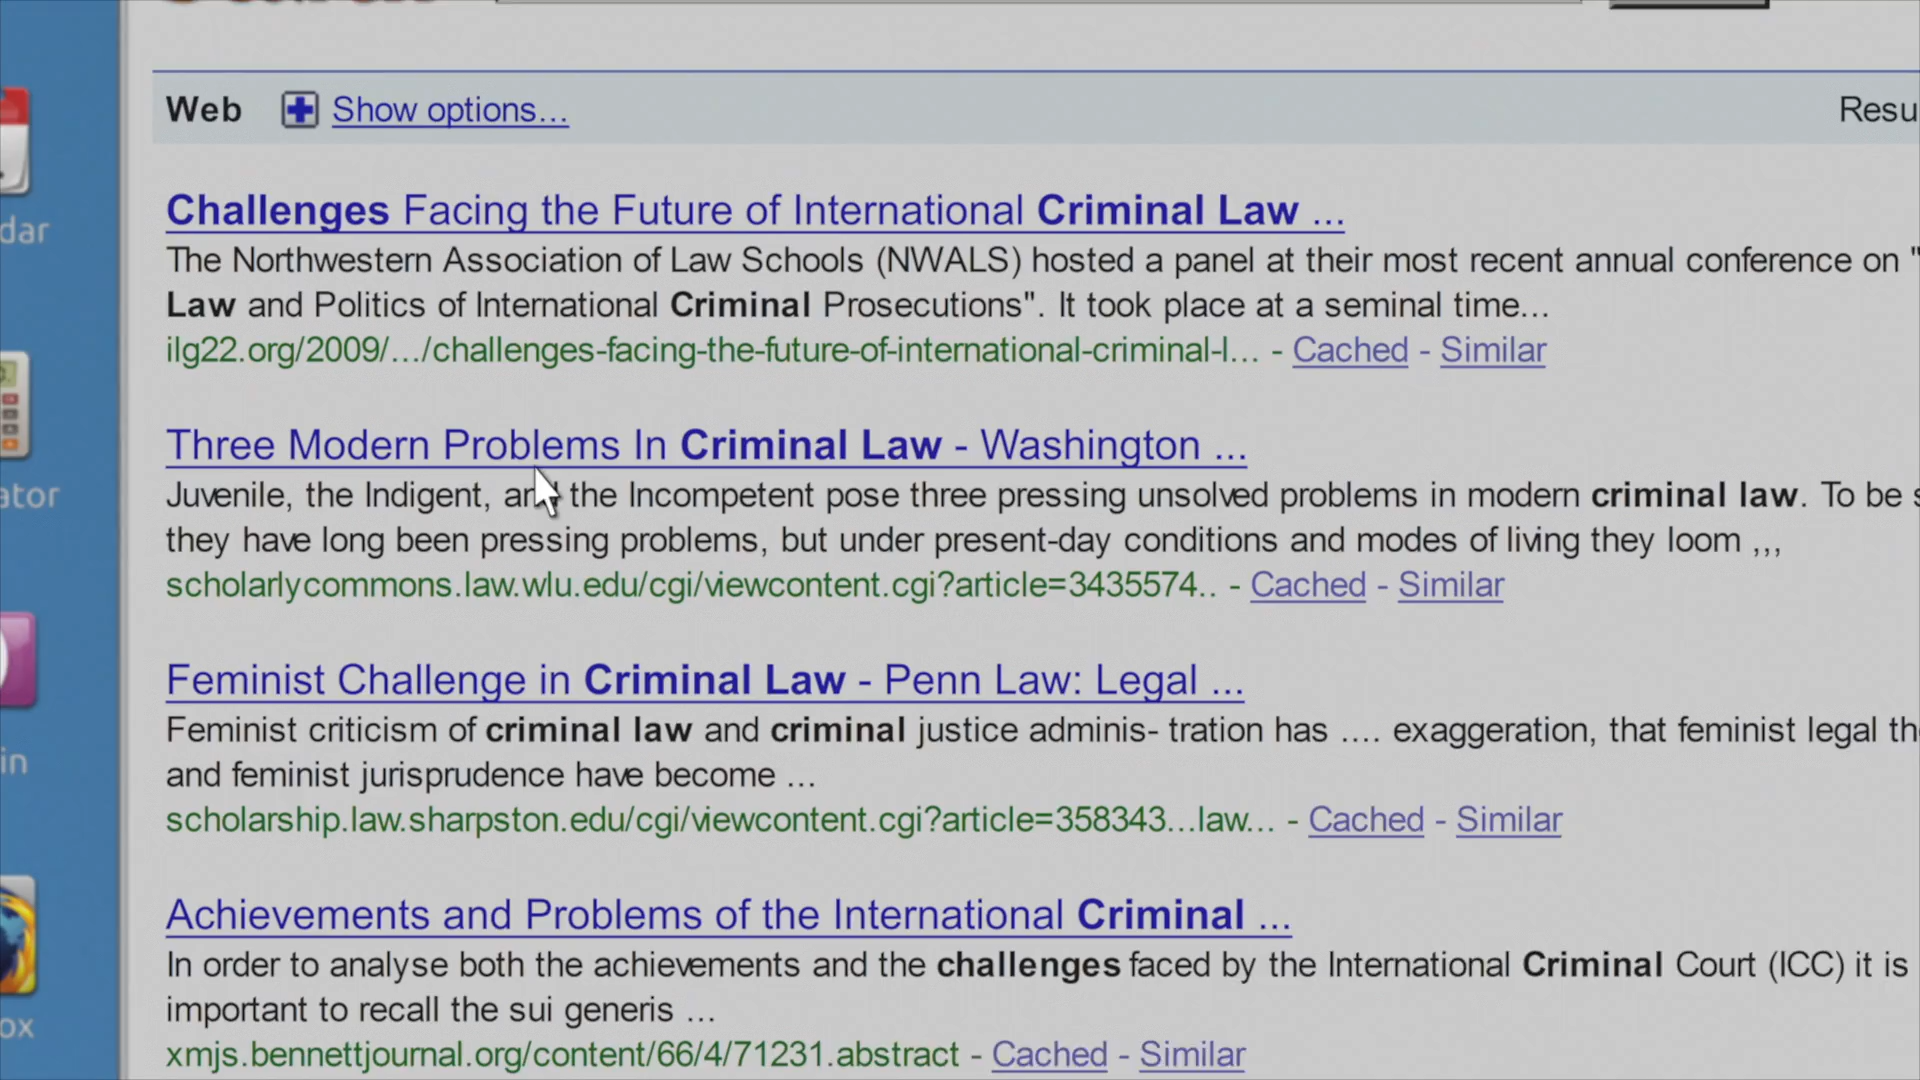 Web Show options... Resu
Challenges Facing the Future of International Criminal Law ...
The Northwestern Association of Law Schools (NWALS) hosted a panel at their most recent annual conference on "
Law and Politics of International Criminal Prosecutions". It took place at a seminal time...
ilg22.org/2009/.../challenges-facing-the-future-of-international-criminal-l... - Cached - Similar
Three Modern Problems In Criminal Law - Washington ...
Juvenile, the Indigent, and the Incompetent pose three pressing unsolved problems in modern criminal law. To be s
they have long been pressing problems, but under present-day conditions and modes of living they loom ,,,
scholarlycommons.law.wlu.edu/cgi/viewcontent.cgi?article=3435574.. - Cached - Similar
Feminist Challenge in Criminal Law - Penn Law: Legal ...
Feminist criticism of criminal law and criminal justice adminis- tration has .... exaggeration, that feminist legal th
and feminist jurisprudence have become ...
scholarship.law.sharpston.edu/cgi/viewcontent.cgi?article=358343...law... - Cached - Similar
Achievements and Problems of the International Criminal ...
In order to analyse both the achievements and the challenges faced by the International Criminal Court (ICC) it is
important to recall the sui generis ...
xmjs.bennettjournal.org/content/66/4/71231.abstract - Cached - Similar
dar
ator
in
ox